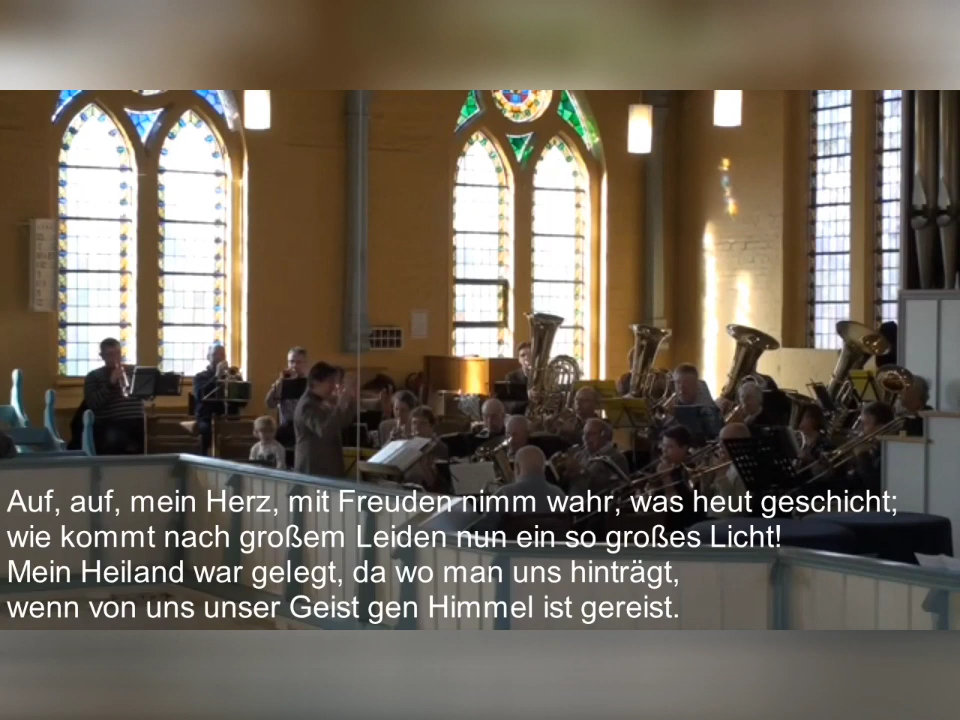 Auf, auf, mein Herz, mit Freuden nimm wahr, was heut geschicht;
wie kommt nach großem Leiden nun ein so großes Licht!
Mein Heiland war gelegt, da wo man uns hinträgt,
wenn von uns unser Geist gen Himmel ist gereist.